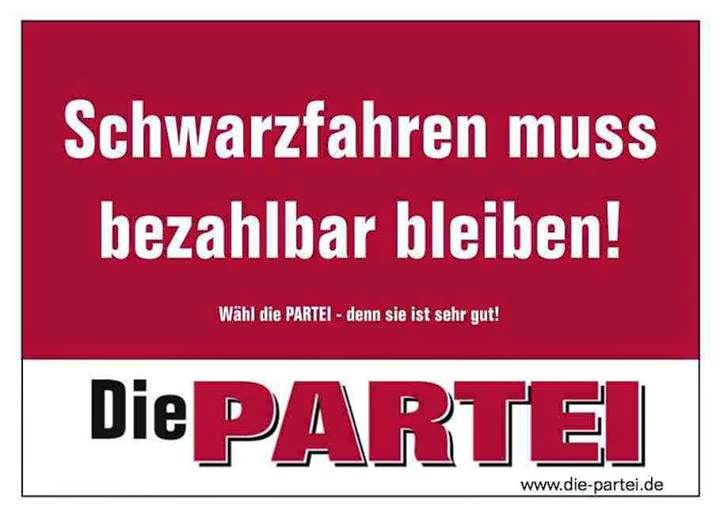 Schwarzfahren muss
bezahlbar bleiben!
Wähl die PARTEI - denn sie ist sehr gut!
Die PARTEI
www.die-partei.de